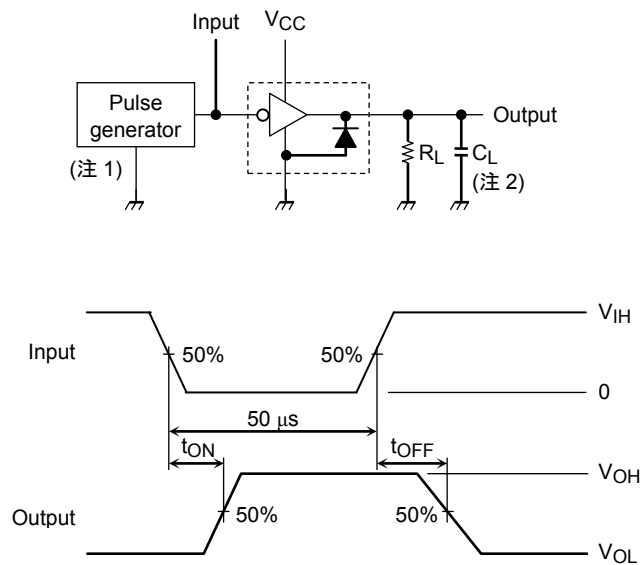 Input
VCC
Pulse
generator
(注 1)
Output
RL
CL
(注 2)
Input
50%
50%
VIH
0
50 μs
tON
tOFF
VOH
Output
50%
50%
VOL